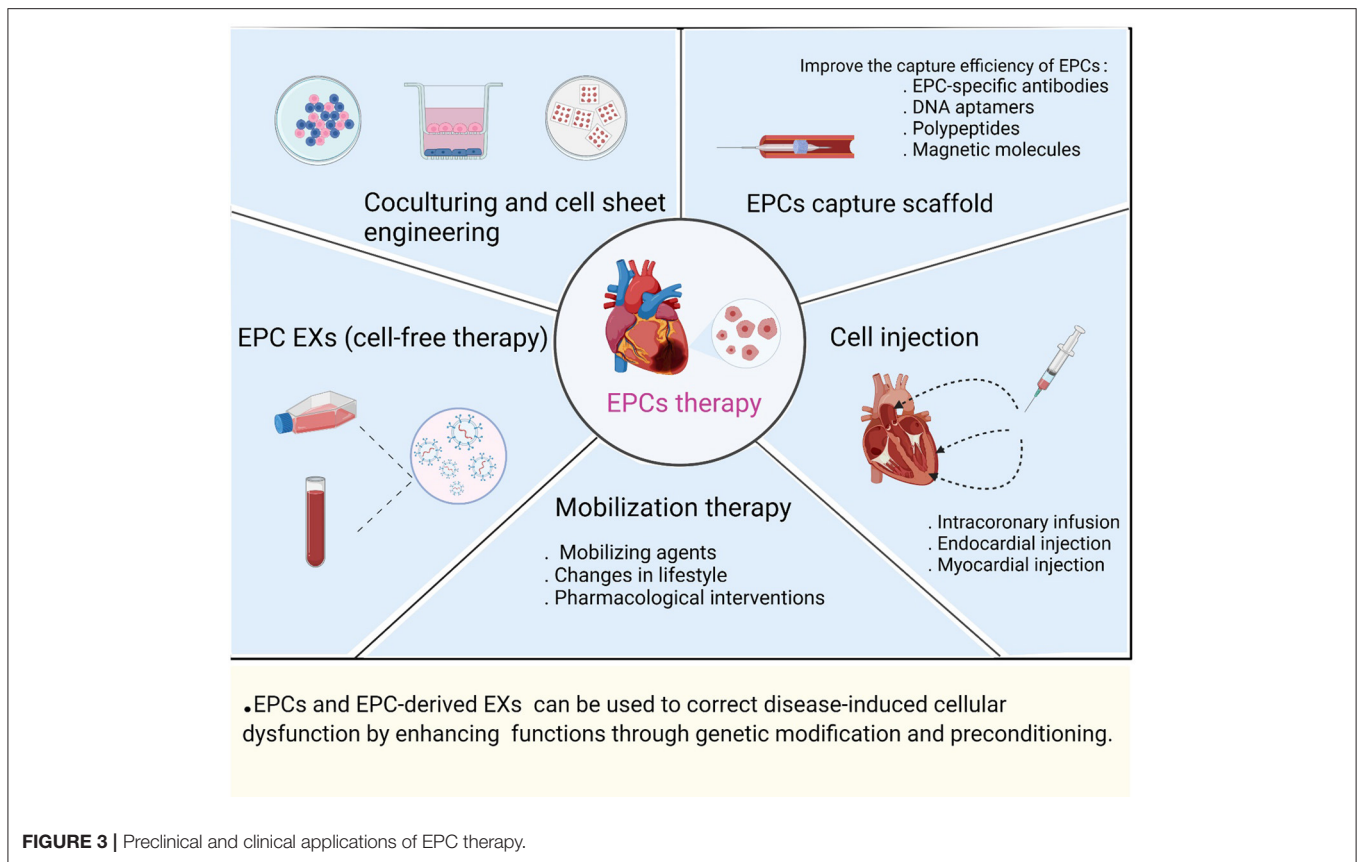 Improve the capture efficiency of EPCs :
. EPC-specific antibodies
. DNA aptamers
. Polypeptides
. Magnetic molecules
Coculturing and cell sheet
engineering
EPCs capture scaffold
EPC EXs (cell-free therapy)
Cell injection
EPCs therapy
Mobilization therapy
. Mobilizing agents
. Changes in lifestyle
. Pharmacological interventions
. Intracoronary infusion
. Endocardial injection
. Myocardial injection
.EPCs and EPC-derived EXs can be used to correct disease-induced cellular
dysfunction by enhancing functions through genetic modification and preconditioning.
FIGURE 3 | Preclinical and clinical applications of EPC therapy.